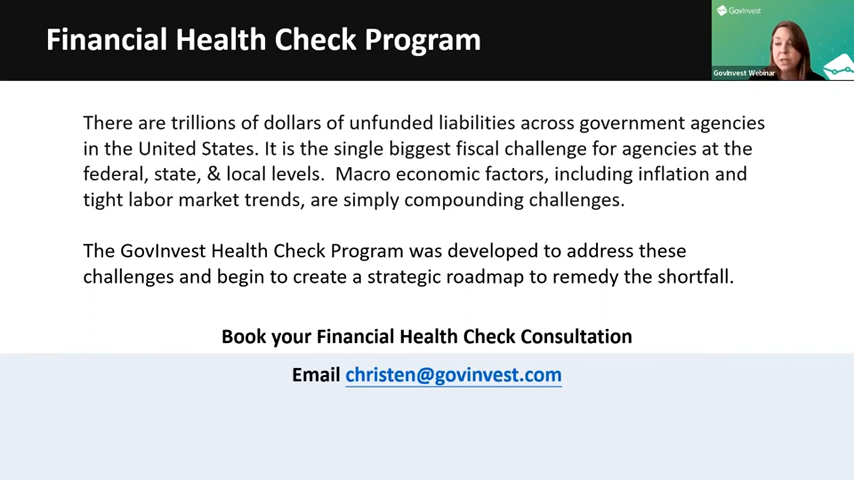 Financial Health Check Program
GovInvest
GovInvest Webinar
There are trillions of dollars of unfunded liabilities across government agencies
in the United States. It is the single biggest fiscal challenge for agencies at the
federal, state, & local levels.  Macro economic factors, including inflation and
tight labor market trends, are simply compounding challenges.
The GovInvest Health Check Program was developed to address these
challenges and begin to create a strategic roadmap to remedy the shortfall.
Book your Financial Health Check Consultation
Email christen@govinvest.com